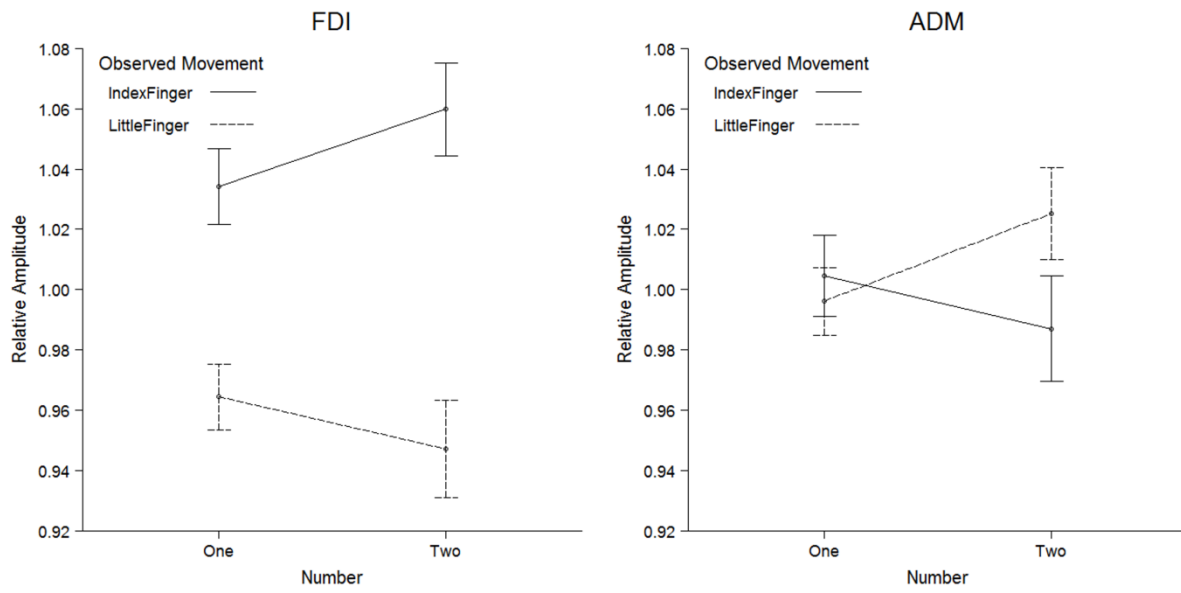 FDI
Observed Movement
IndexFinger
LittleFinger
1.08
1.06
1.04
1.02
1.00
0.98
0.96
0.94
0.92
Relative Amplitude
One Two
Number
ADM
Observed Movement
IndexFinger
LittleFinger
1.08
1.06
1.04
1.02
1.00
0.98
0.96
0.94
0.92
Relative Amplitude
One Two
Number